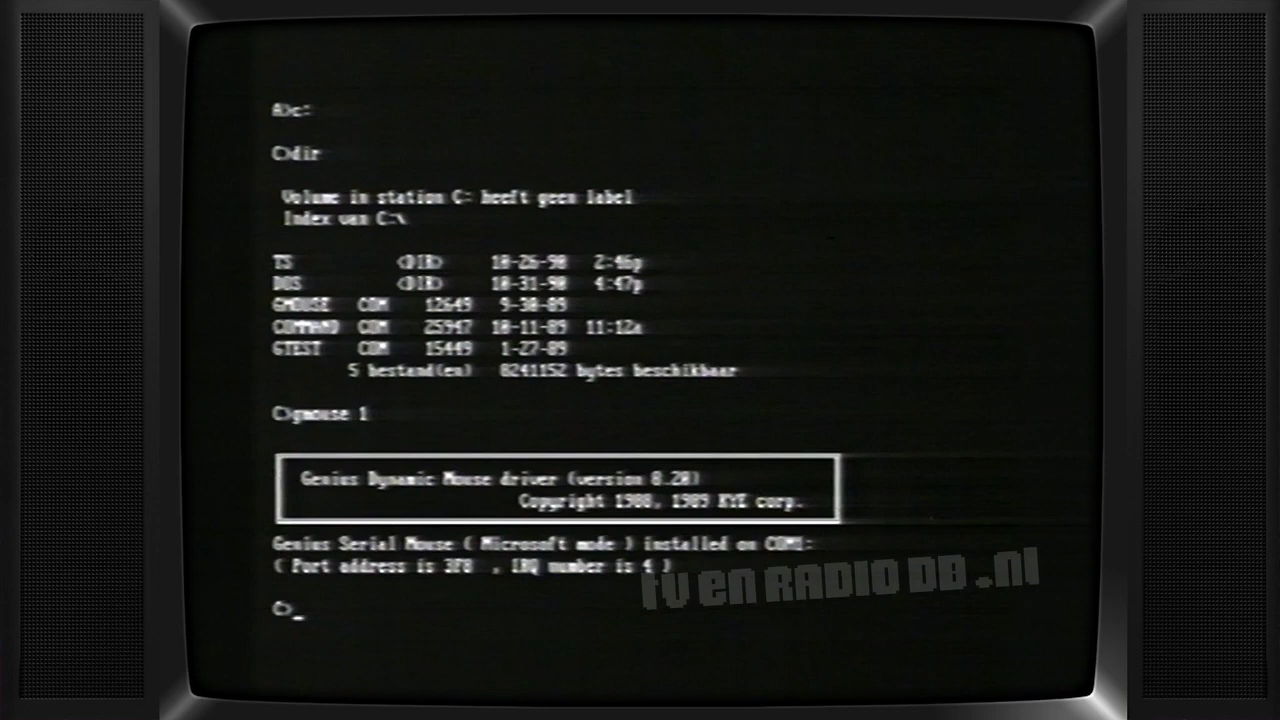 A>c:
C>dir
Volume in station C: heeft geen label
Index van C:\
TS <DIR> 10-26-90 2:46p
DOS <DIR> 10-31-90 4:47p
GMOUSE COM 12649 9-30-89
COMMAND COM 25947 10-11-89 11:12a
GTEST COM 15449 1-27-89
5 bestand(en) 8241152 bytes beschikbaar
C>gmouse 1
Genius Dynamic Mouse driver (version 8.20)
Copyright 1988, 1989 KYE corp.
Genius Serial Mouse ( Microsoft mode ) installed on COM1:
( Port address is 3F8 , IRQ number is 4 )
tv en RADIO DB .nl
C>_